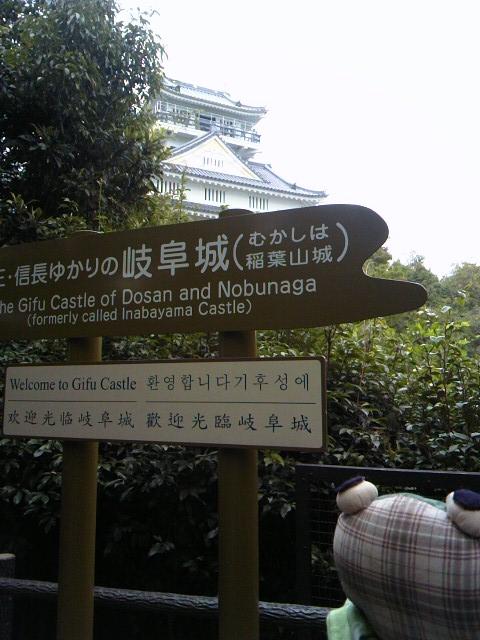 ・信長ゆかりの岐阜城(むかしは稲葉山城)
he Gifu Castle of Dosan and Nobunaga
(formerly called Inabayama Castle)
Welcome to Gifu Castle 환영합니다기후성에
欢迎光临岐阜城 歡迎光臨岐阜城